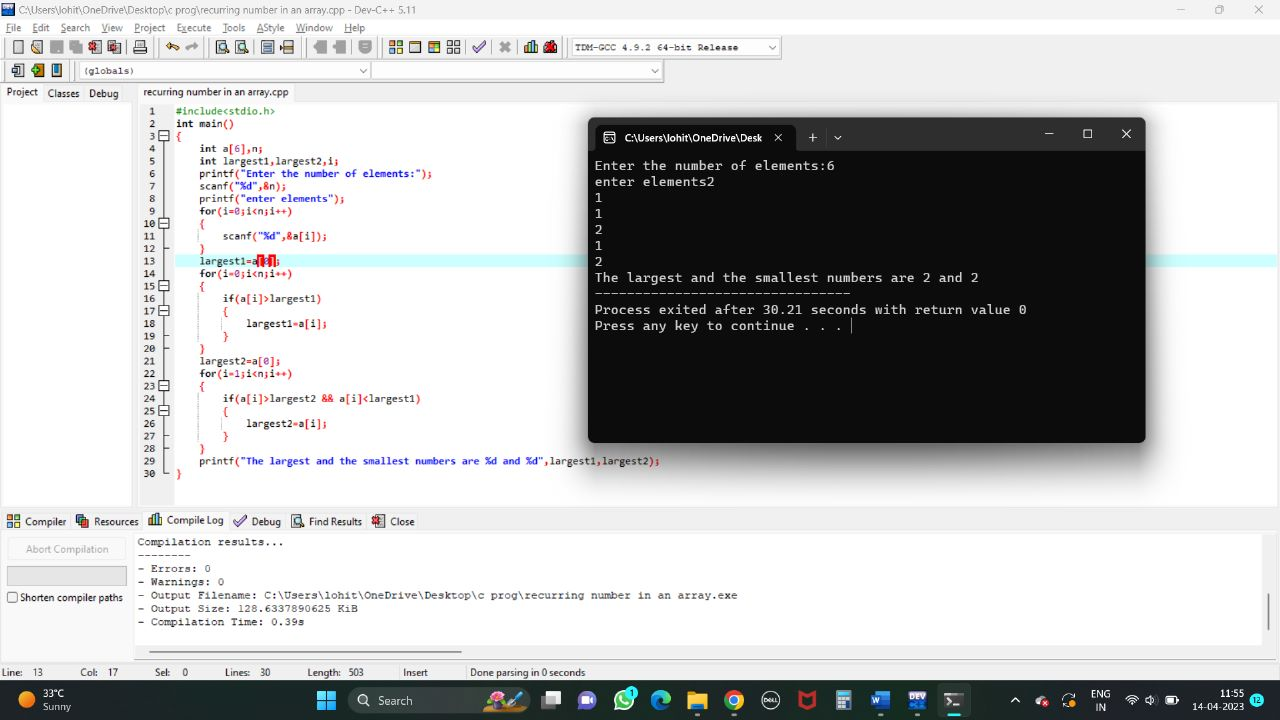 C:\Users\lohit\OneDrive\Desktop\c prog\recurring number in an array.cpp - Dev-C++ 5.11
File Edit Search View Project Execute Tools AStyle Window Help
TDM-GCC 4.9.2 64-bit Release
(globals)
Project Classes Debug
recurring number in an array.cpp
1 #include<stdio.h>
2 int main()
3 {
4 int a[6],n;
5 int largest1,largest2,i;
6 printf("Enter the number of elements:");
7 scanf("%d",&n);
8 printf("enter elements");
9 for(i=0;i<n;i++)
10 {
11 scanf("%d",&a[i]);
12 }
13 largest1=a[0];
14 for(i=0;i<n;i++)
15 {
16 if(a[i]>largest1)
17 {
18 largest1=a[i];
19 }
20 }
21 largest2=a[0];
22 for(i=1;i<n;i++)
23 {
24 if(a[i]>largest2 && a[i]<largest1)
25 {
26 largest2=a[i];
27 }
28 }
29 printf("The largest and the smallest numbers are %d and %d",largest1,largest2);
30 }
C:\Users\lohit\OneDrive\Desk
Enter the number of elements:6
enter elements2
1
1
2
1
2
The largest and the smallest numbers are 2 and 2
--------------------------------
Process exited after 30.21 seconds with return value 0
Press any key to continue . . .
Compiler Resources Compile Log Debug Find Results Close
Abort Compilation
Shorten compiler paths
Compilation results...
--------
- Errors: 0
- Warnings: 0
- Output Filename: C:\Users\lohit\OneDrive\Desktop\c prog\recurring number in an array.exe
- Output Size: 128.6337890625 KiB
- Compilation Time: 0.39s
Line: 13 Col: 17 Sel: 0 Lines: 30 Length: 503 Insert Done parsing in 0 seconds
33°C
Sunny
Search
1
DELL
W
DEV
ENG
IN
11:55
14-04-2023
12